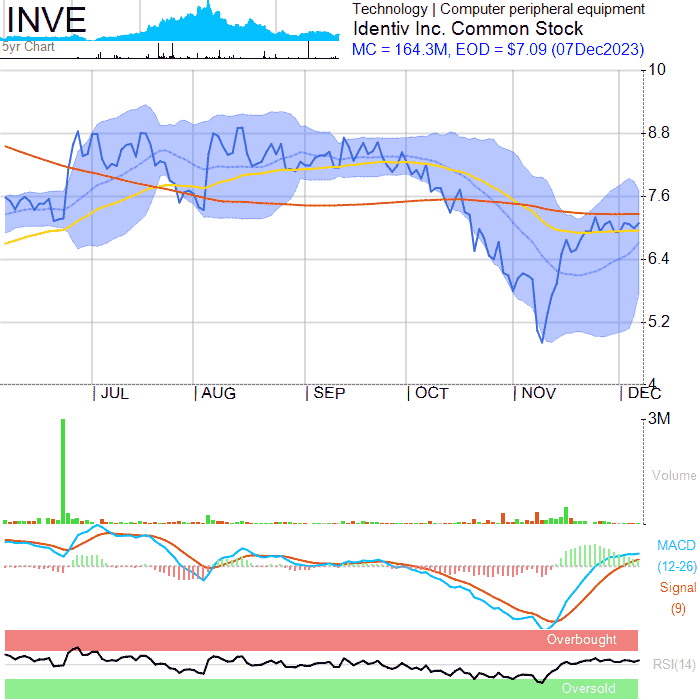 INVE
5yr Chart
Technology | Computer peripheral equipment
Identiv Inc. Common Stock
MC = 164.3M, EOD = $7.09 (07Dec2023)
10
8.8
7.6
6.4
5.2
4
JUL
AUG
SEP
OCT
NOV
DEC
3M
Volume
MACD
(12-26)
Signal
(9)
Overbought
RSI(14)
Oversold